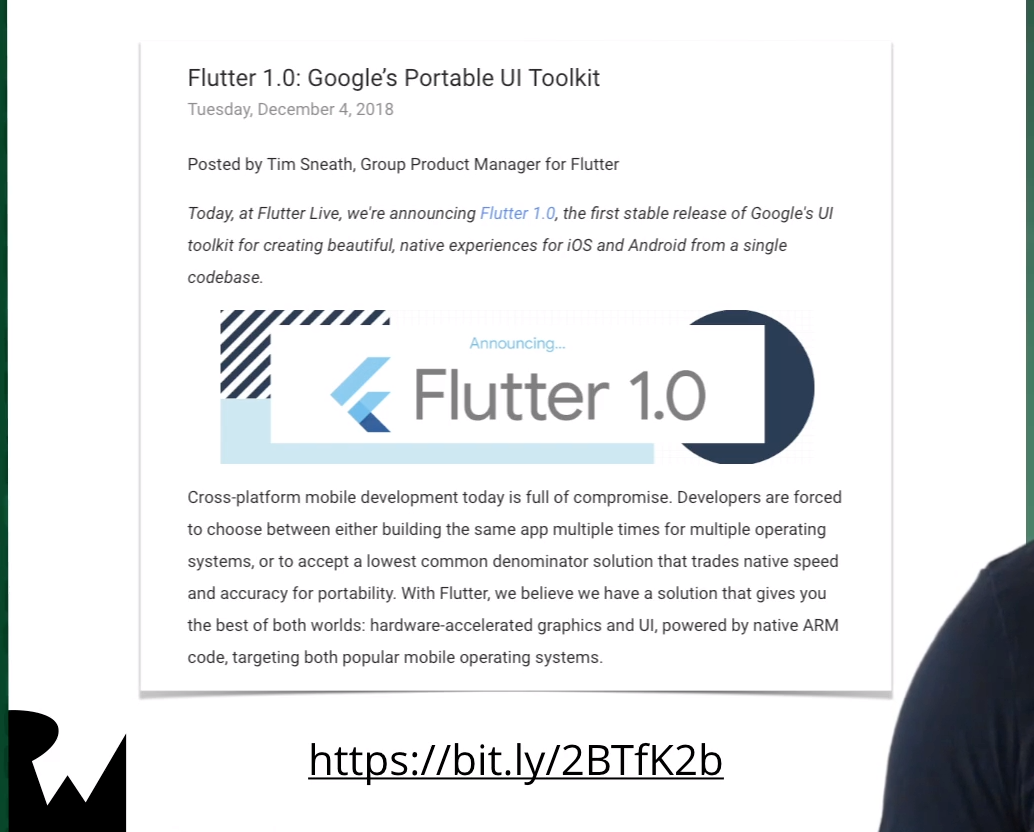 Flutter 1.0: Google’s Portable UI Toolkit
Tuesday, December 4, 2018
Posted by Tim Sneath, Group Product Manager for Flutter
Today, at Flutter Live, we're announcing Flutter 1.0, the first stable release of Google's UI
toolkit for creating beautiful, native experiences for iOS and Android from a single
codebase.
Announcing...
Flutter 1.0
Cross-platform mobile development today is full of compromise. Developers are forced
to choose between either building the same app multiple times for multiple operating
systems, or to accept a lowest common denominator solution that trades native speed
and accuracy for portability. With Flutter, we believe we have a solution that gives you
the best of both worlds: hardware-accelerated graphics and UI, powered by native ARM
code, targeting both popular mobile operating systems.
https://bit.ly/2BTfK2b
RW